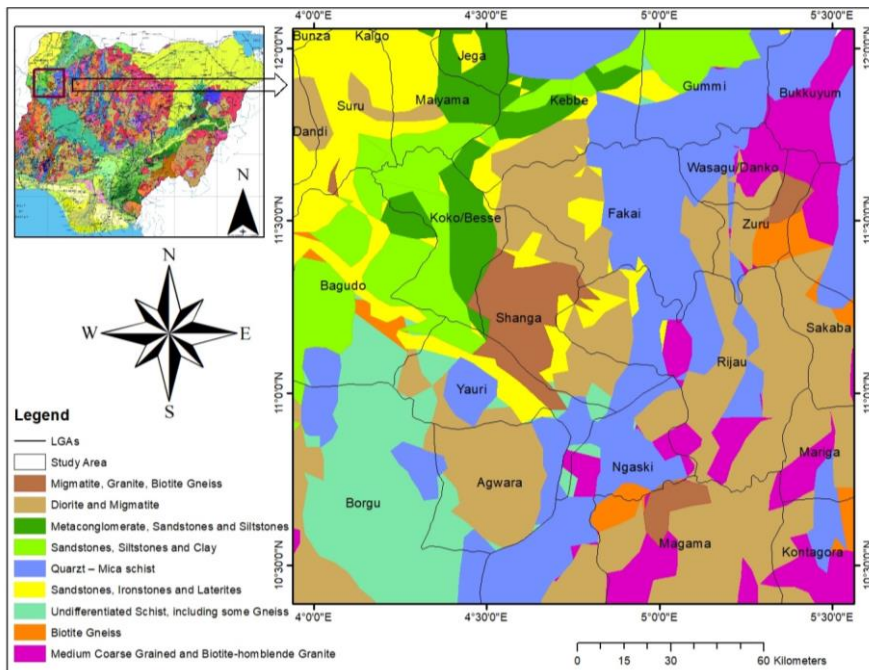 4°0'0"E 4°30'0"E 5°0'0"E 5°30'0"E
Bunza Kalgo
Jega
Gummi
Suru
Maiyama
Kebbe
Bukkuyum
Dandi
Wasagu/Danko
Koko/Besse
Fakai
Zuru
Bagudo
Shanga
Sakaba
Rijau
Yauri
Mariga
Ngaski
Agwara
Borgu
Magama
Kontagora
12°0'0"N
11°30'0"N
11°0'0"N
10°30'0"N
12°0'0"N
11°30'0"N
11°0'0"N
10°30'0"N
4°0'0"E 4°30'0"E 5°0'0"E 5°30'0"E
N
N
W E
S
Legend
LGAs
Study Area
Migmatite, Granite, Biotite Gneiss
Diorite and Migmatite
Metaconglomerate, Sandstones and Siltstones
Sandstones, Siltstones and Clay
Quarzt – Mica schist
Sandstones, Ironstones and Laterites
Undifferentiated Schist, including some Gneiss
Biotite Gneiss
Medium Coarse Grained and Biotite-homblende Granite
0 15 30 60 Kilometers